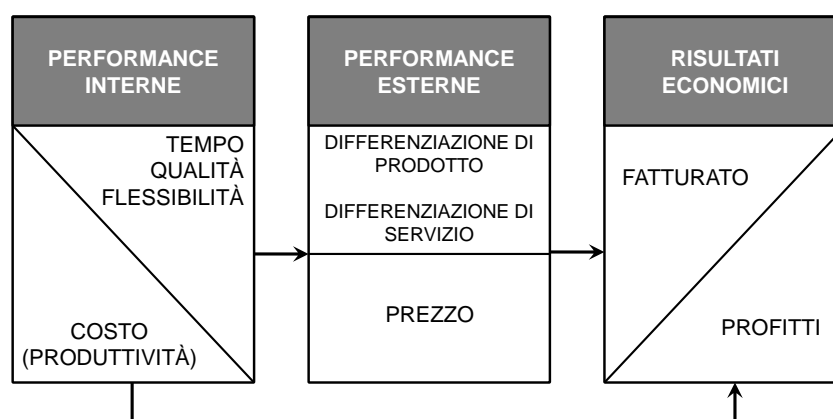 PERFORMANCE
INTERNE
TEMPO
QUALITÀ
FLESSIBILITÀ
COSTO
(PRODUTTIVITÀ)
PERFORMANCE
ESTERNE
DIFFERENZIAZIONE DI
PRODOTTO
DIFFERENZIAZIONE DI
SERVIZIO
PREZZO
RISULTATI
ECONOMICI
FATTURATO
PROFITTI